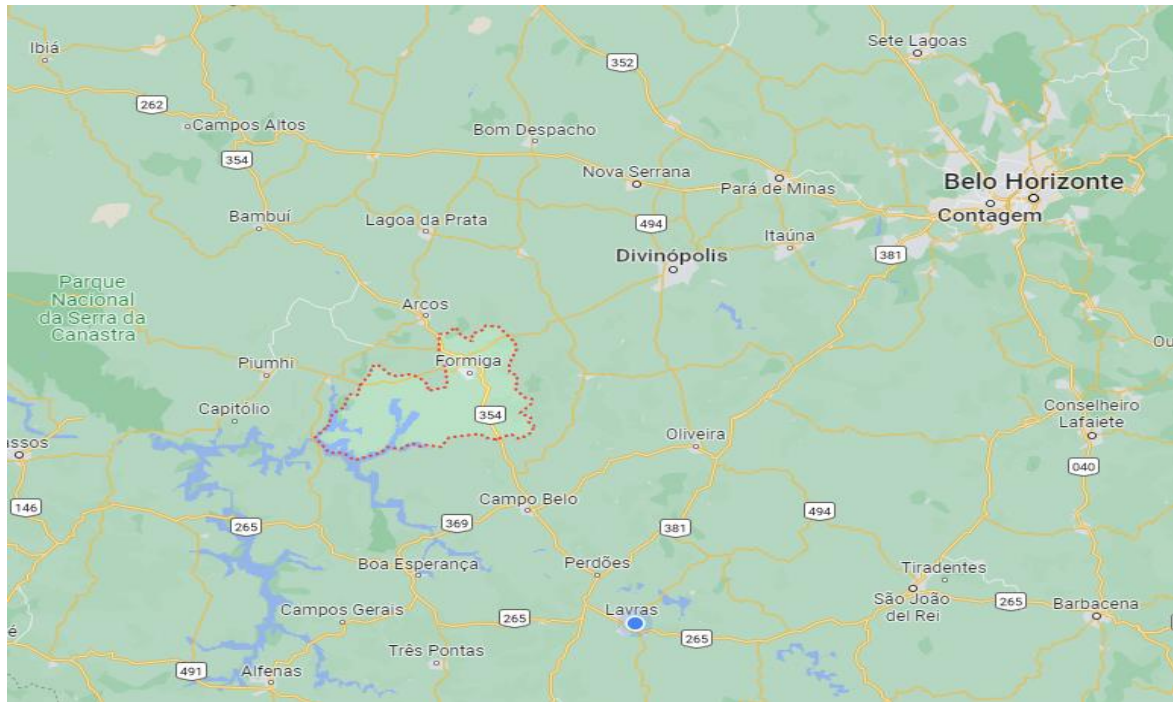 Ibiá
Sete Lagoas
352
262
Campos Altos
Bom Despacho
354
Nova Serrana
Pará de Minas
Belo Horizonte
Contagem
Bambuí
Lagoa da Prata
494
Itaúna
Divinópolis
381
Parque
Nacional
da Serra da
Canastra
Arcos
Ou
Piumhi
Formiga
Capitólio
354
Conselheiro
Lafaiete
assos
Oliveira
040
146
Campo Belo
265
369
381
494
Boa Esperança
Perdões
Tiradentes
Campos Gerais
265
Lavras
265
São João
del Rei
265
Barbacena
é
Três Pontas
491
Alfenas